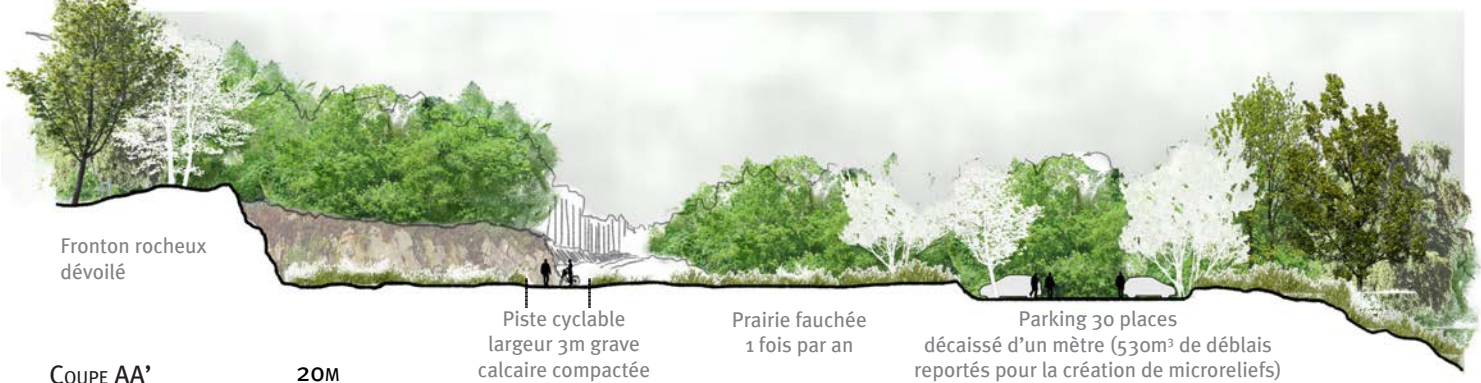 Fronton rocheux
dévoilé
Piste cyclable
largeur 3m grave
calcaire compactée
Prairie fauchée
1 fois par an
Parking 30 places
décaissé d'un mètre (530m³ de déblais
reportés pour la création de microreliefs)
COUPE AA'
20M